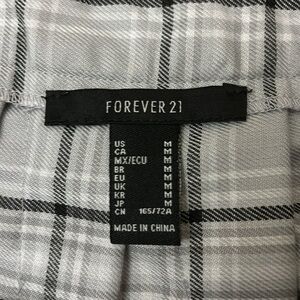 FOREVER 21
US M
CA M
MX/ECU M
BR M
EU M
UK M
KR M
JP M
CN 165/72A
MADE IN CHINA